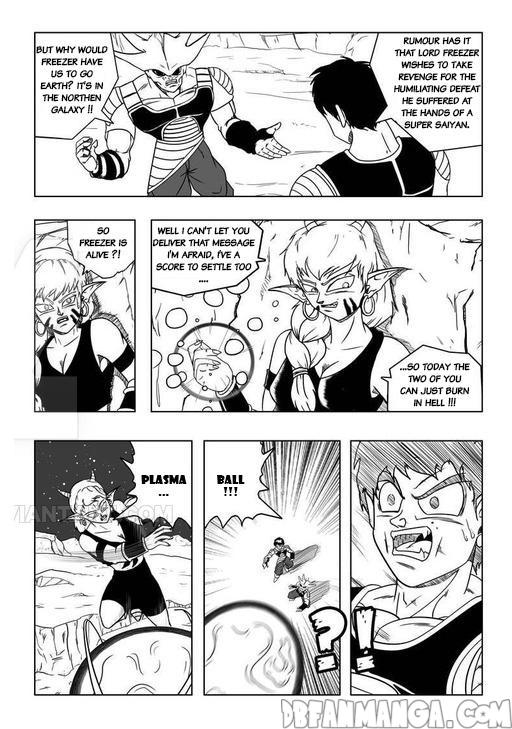 BUT WHY WOULD
FREEZER HAVE
US TO GO
EARTH? IT'S IN
THE NORTHEN
GALAXY !!
RUMOUR HAS IT
THAT LORD FREEZER
WISHES TO TAKE
REVENGE FOR THE
HUMILIATING DEFEAT
HE SUFFERED AT
THE HANDS OF A
SUPER SAIYAN.
SO
FREEZER IS
ALIVE ?!
WELL I CAN'T LET YOU
DELIVER THAT MESSAGE
I'M AFRAID, I'VE A
SCORE TO SETTLE TOO
....
...SO TODAY THE
TWO OF YOU
CAN JUST BURN
IN HELL !!!
PLASMA
...
BALL
!!!
?!
DBFANMANGA.COM